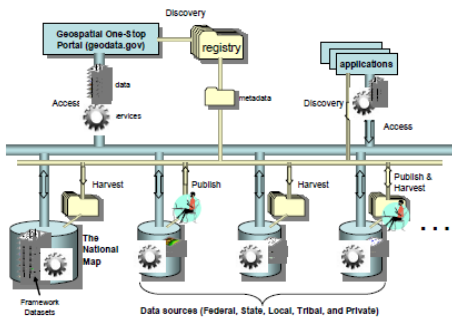 Discovery
Geospatial One-Stop
Portal (geodata.gov)
registry
applications
data
metadata
Access
Discovery
ervices
Access
Harvest
Publish
Harvest
Publish &
Harvest
The
National
Map
...
Framework
Datasets
Data sources (Federal, State, Local, Tribal, and Private)